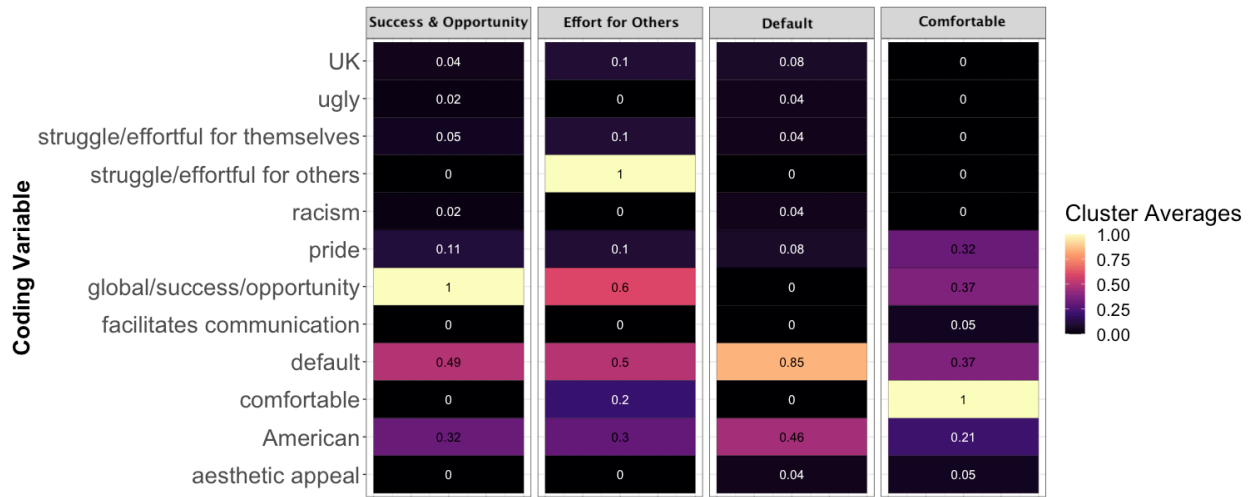 Success & Opportunity Effort for Others Default Comfortable
UK 0.04 0.1 0.08 0
ugly 0.02 0 0.04 0
struggle/effortful for themselves 0.05 0.1 0.04 0
struggle/effortful for others 0 1 0 0
racism 0.02 0 0.04 0
pride 0.11 0.1 0.08 0.32
global/success/opportunity 1 0.6 0 0.37
facilitates communication 0 0 0 0.05
default 0.49 0.5 0.85 0.37
comfortable 0 0.2 0 1
American 0.32 0.3 0.46 0.21
aesthetic appeal 0 0 0.04 0.05
Coding Variable
Cluster Averages
1.00
0.75
0.50
0.25
0.00